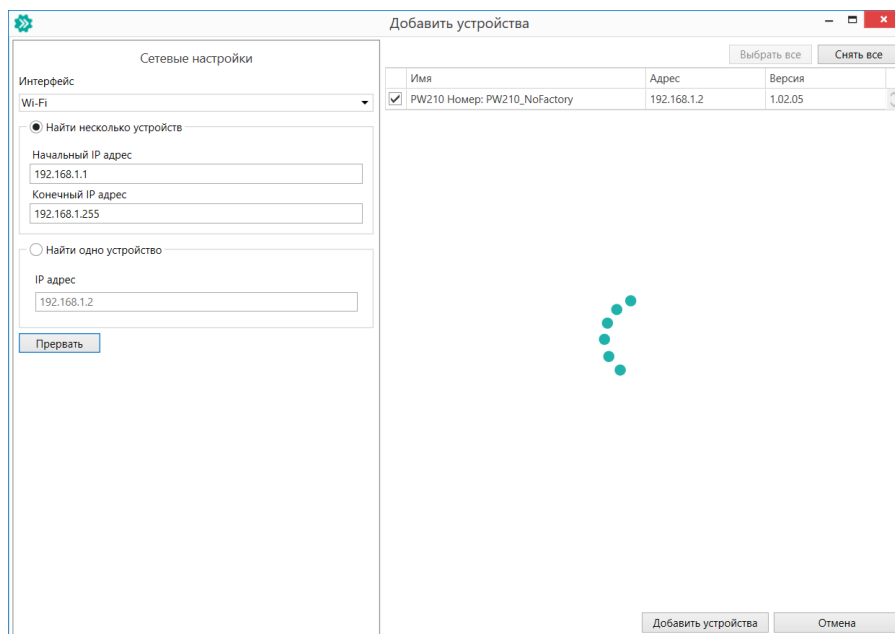 Добавить устройства
Сетевые настройки
Интерфейс
Wi-Fi
Найти несколько устройств
Начальный IP адрес
192.168.1.1
Конечный IP адрес
192.168.1.255
Найти одно устройство
IP адрес
192.168.1.2
Прервать
Выбрать все Снять все
Имя Адрес Версия
PW210 Номер: PW210_NoFactory 192.168.1.2 1.02.05
Добавить устройства Отмена